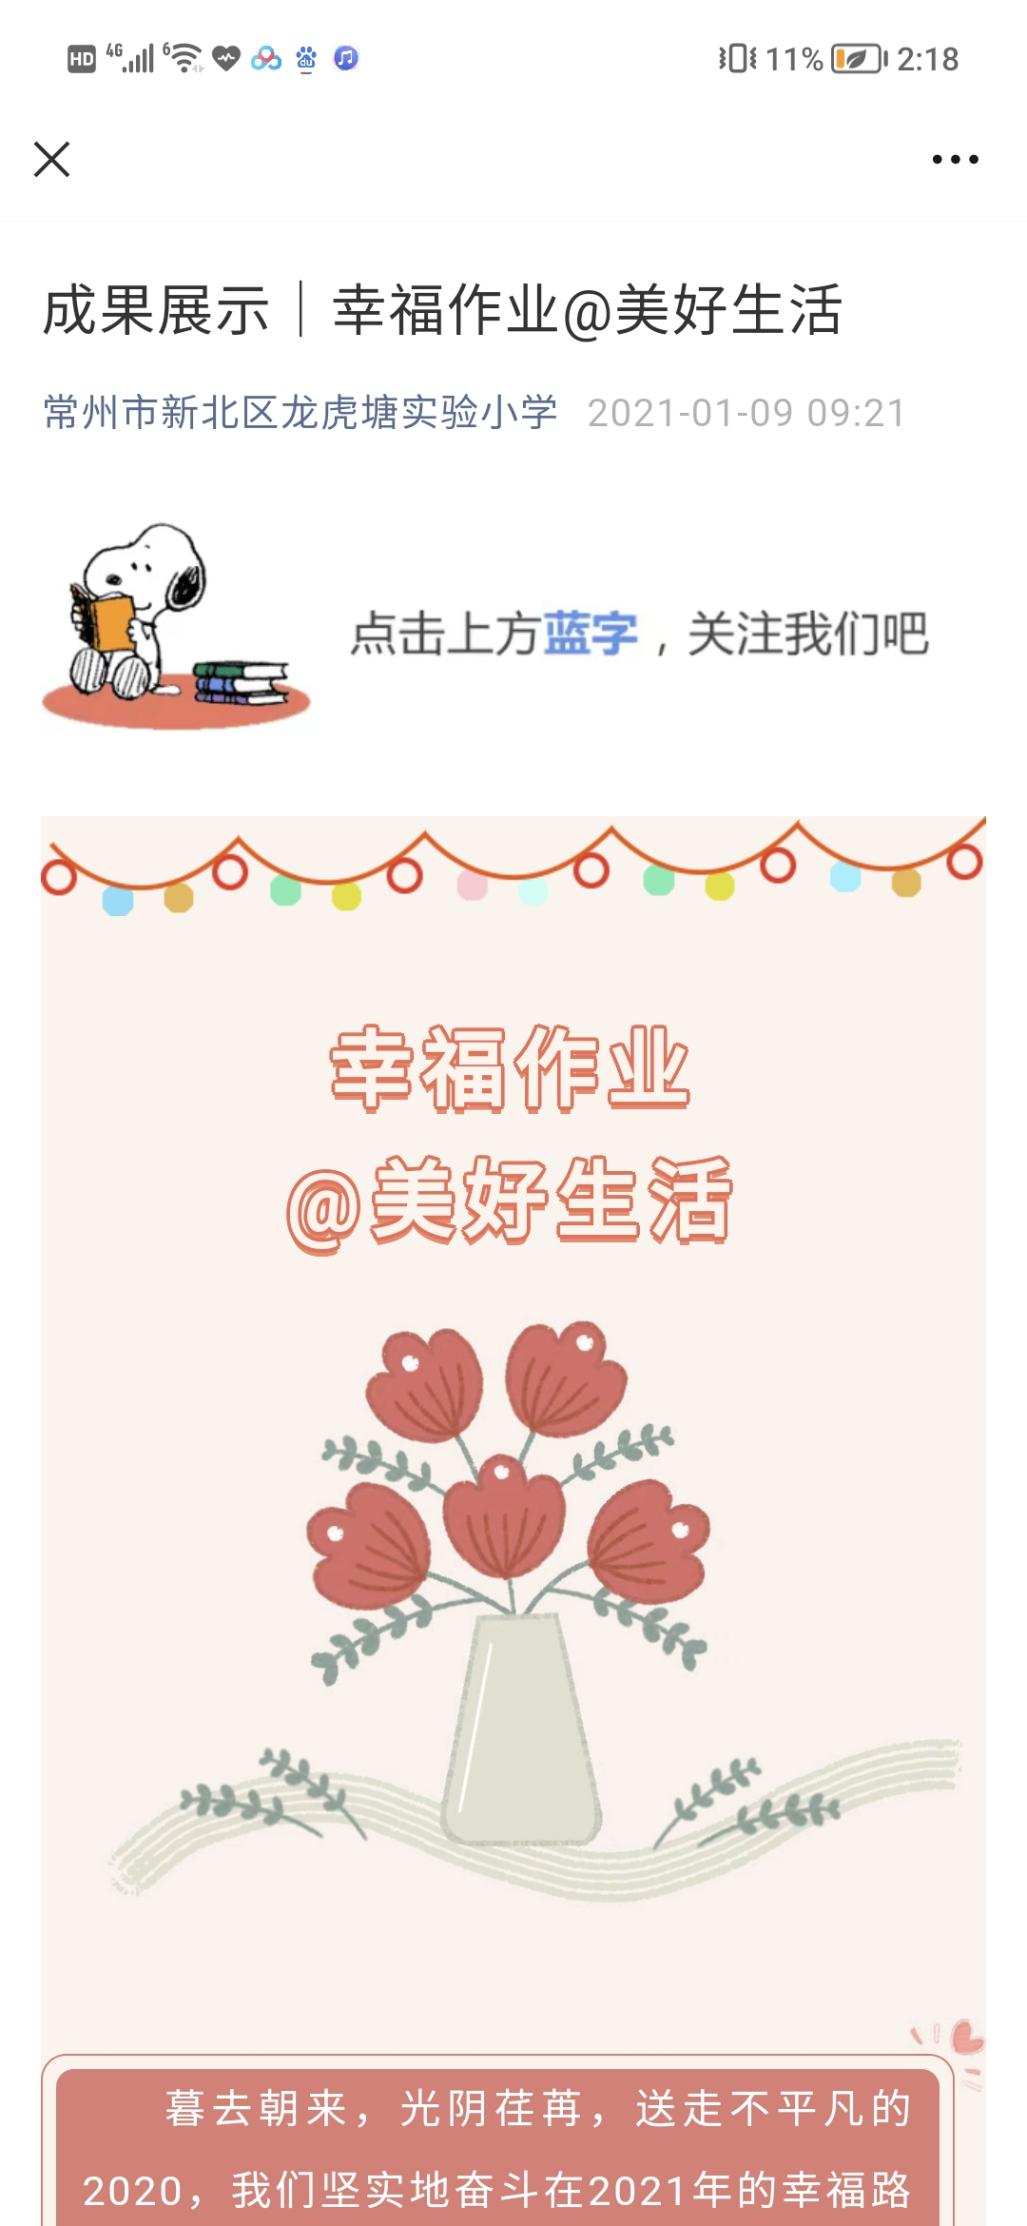 HD 4G 6 du 11% 2:18
成果展示｜幸福作业@美好生活
常州市新北区龙虎塘实验小学 2021-01-09 09:21
点击上方蓝字，关注我们吧
幸福作业
@美好生活
暮去朝来，光阴荏苒，送走不平凡的
2020，我们坚实地奋斗在2021年的幸福路